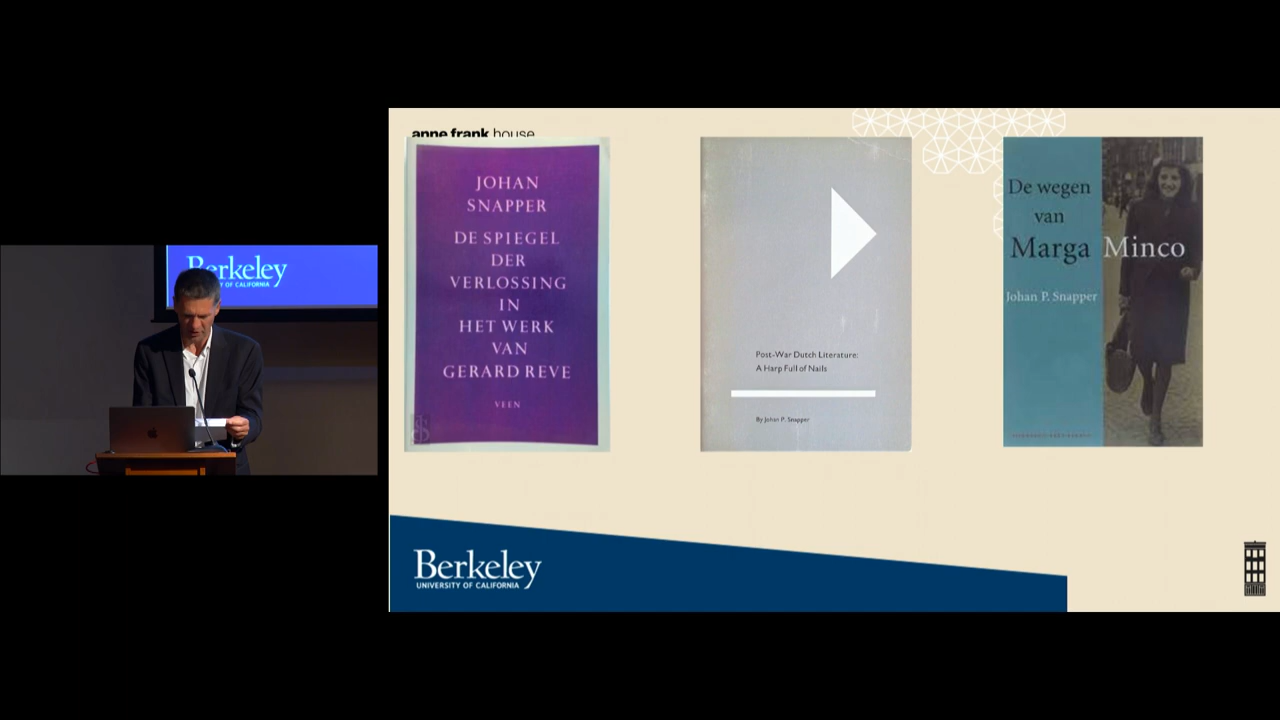 Berkeley
Y OF CALIFORNIA
anne frank house
JOHAN
SNAPPER
DE SPIEGEL
DER
VERLOSSING
IN
HET WERK
VAN
GERARD REVE
VEEN
Post-War Dutch Literature:
A Harp Full of Nails
By Johan P. Snapper
De wegen
van
Marga Minco
Johan P. Snapper
Berkeley
UNIVERSITY OF CALIFORNIA